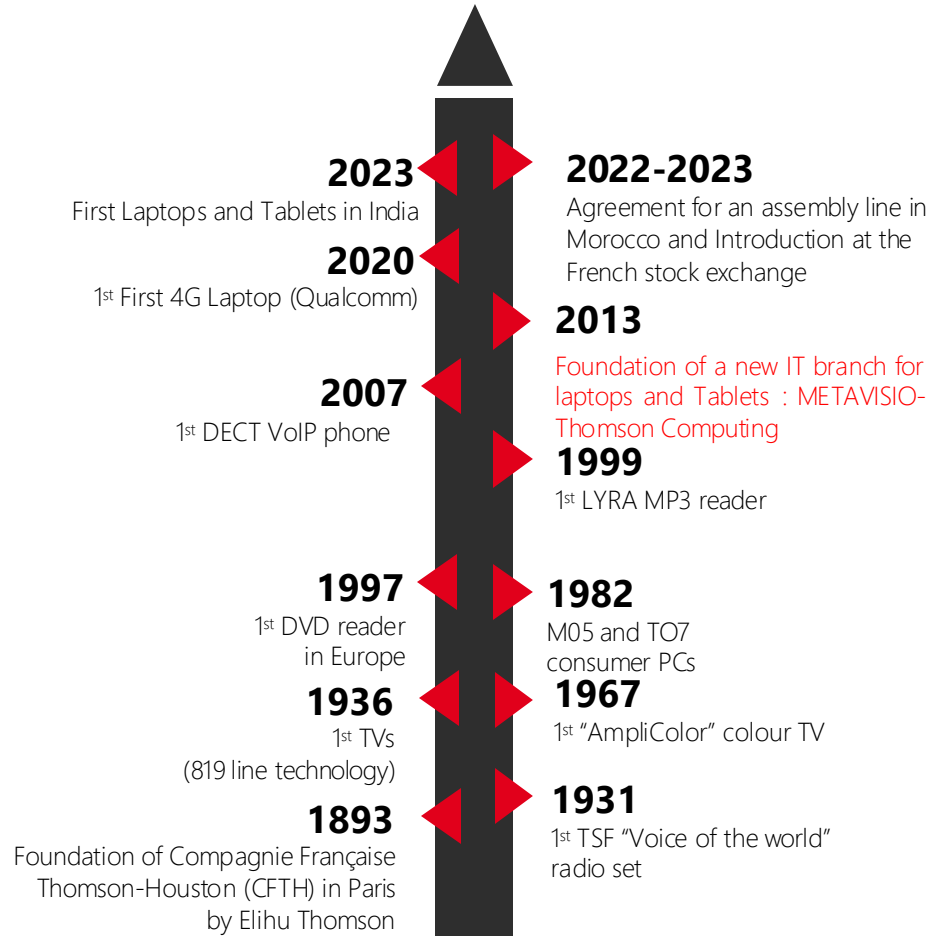 2023
First Laptops and Tablets in India
2022-2023
Agreement for an assembly line in
Morocco and Introduction at the
French stock exchange
2020
1st First 4G Laptop (Qualcomm)
2013
Foundation of a new IT branch for
laptops and Tablets : METAVISIO-
Thomson Computing
2007
1st DECT VoIP phone
1999
1st LYRA MP3 reader
1997
1st DVD reader
in Europe
1982
M05 and TO7
consumer PCs
1936
1st TVs
(819 line technology)
1967
1st “AmpliColor” colour TV
1893
Foundation of Compagnie Française
Thomson-Houston (CFTH) in Paris
by Elihu Thomson
1931
1st TSF “Voice of the world”
radio set